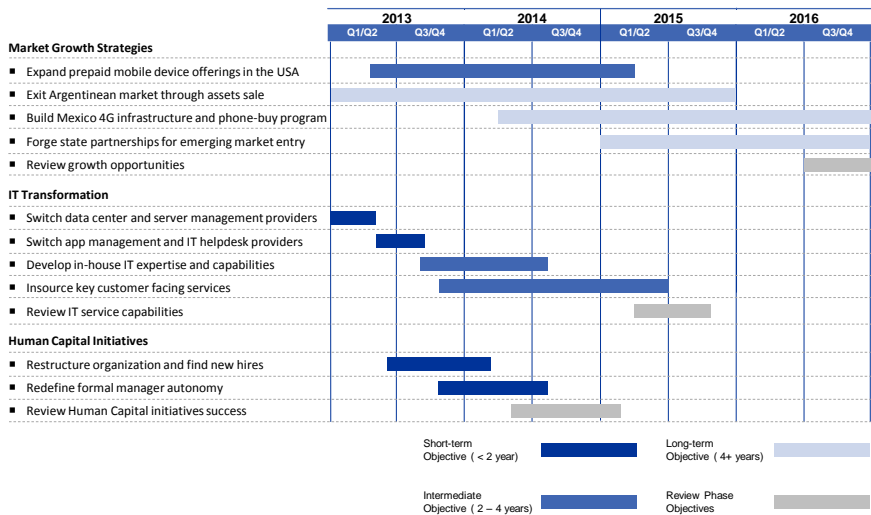 2013 2014 2015 2016
Q1/Q2 Q3/Q4 Q1/Q2 Q3/Q4 Q1/Q2 Q3/Q4 Q1/Q2 Q3/Q4
Market Growth Strategies
▪ Expand prepaid mobile device offerings in the USA
▪ Exit Argentinean market through assets sale
▪ Build Mexico 4G infrastructure and phone-buy program
▪ Forge state partnerships for emerging market entry
▪ Review growth opportunities
IT Transformation
▪ Switch data center and server management providers
▪ Switch app management and IT helpdesk providers
▪ Develop in-house IT expertise and capabilities
▪ Insource key customer facing services
▪ Review IT service capabilities
Human Capital Initiatives
▪ Restructure organization and find new hires
▪ Redefine formal manager autonomy
▪ Review Human Capital initiatives success
Short-term
Objective ( < 2 year)
Long-term
Objective ( 4+ years)
Intermediate
Objective ( 2 – 4 years)
Review Phase
Objectives